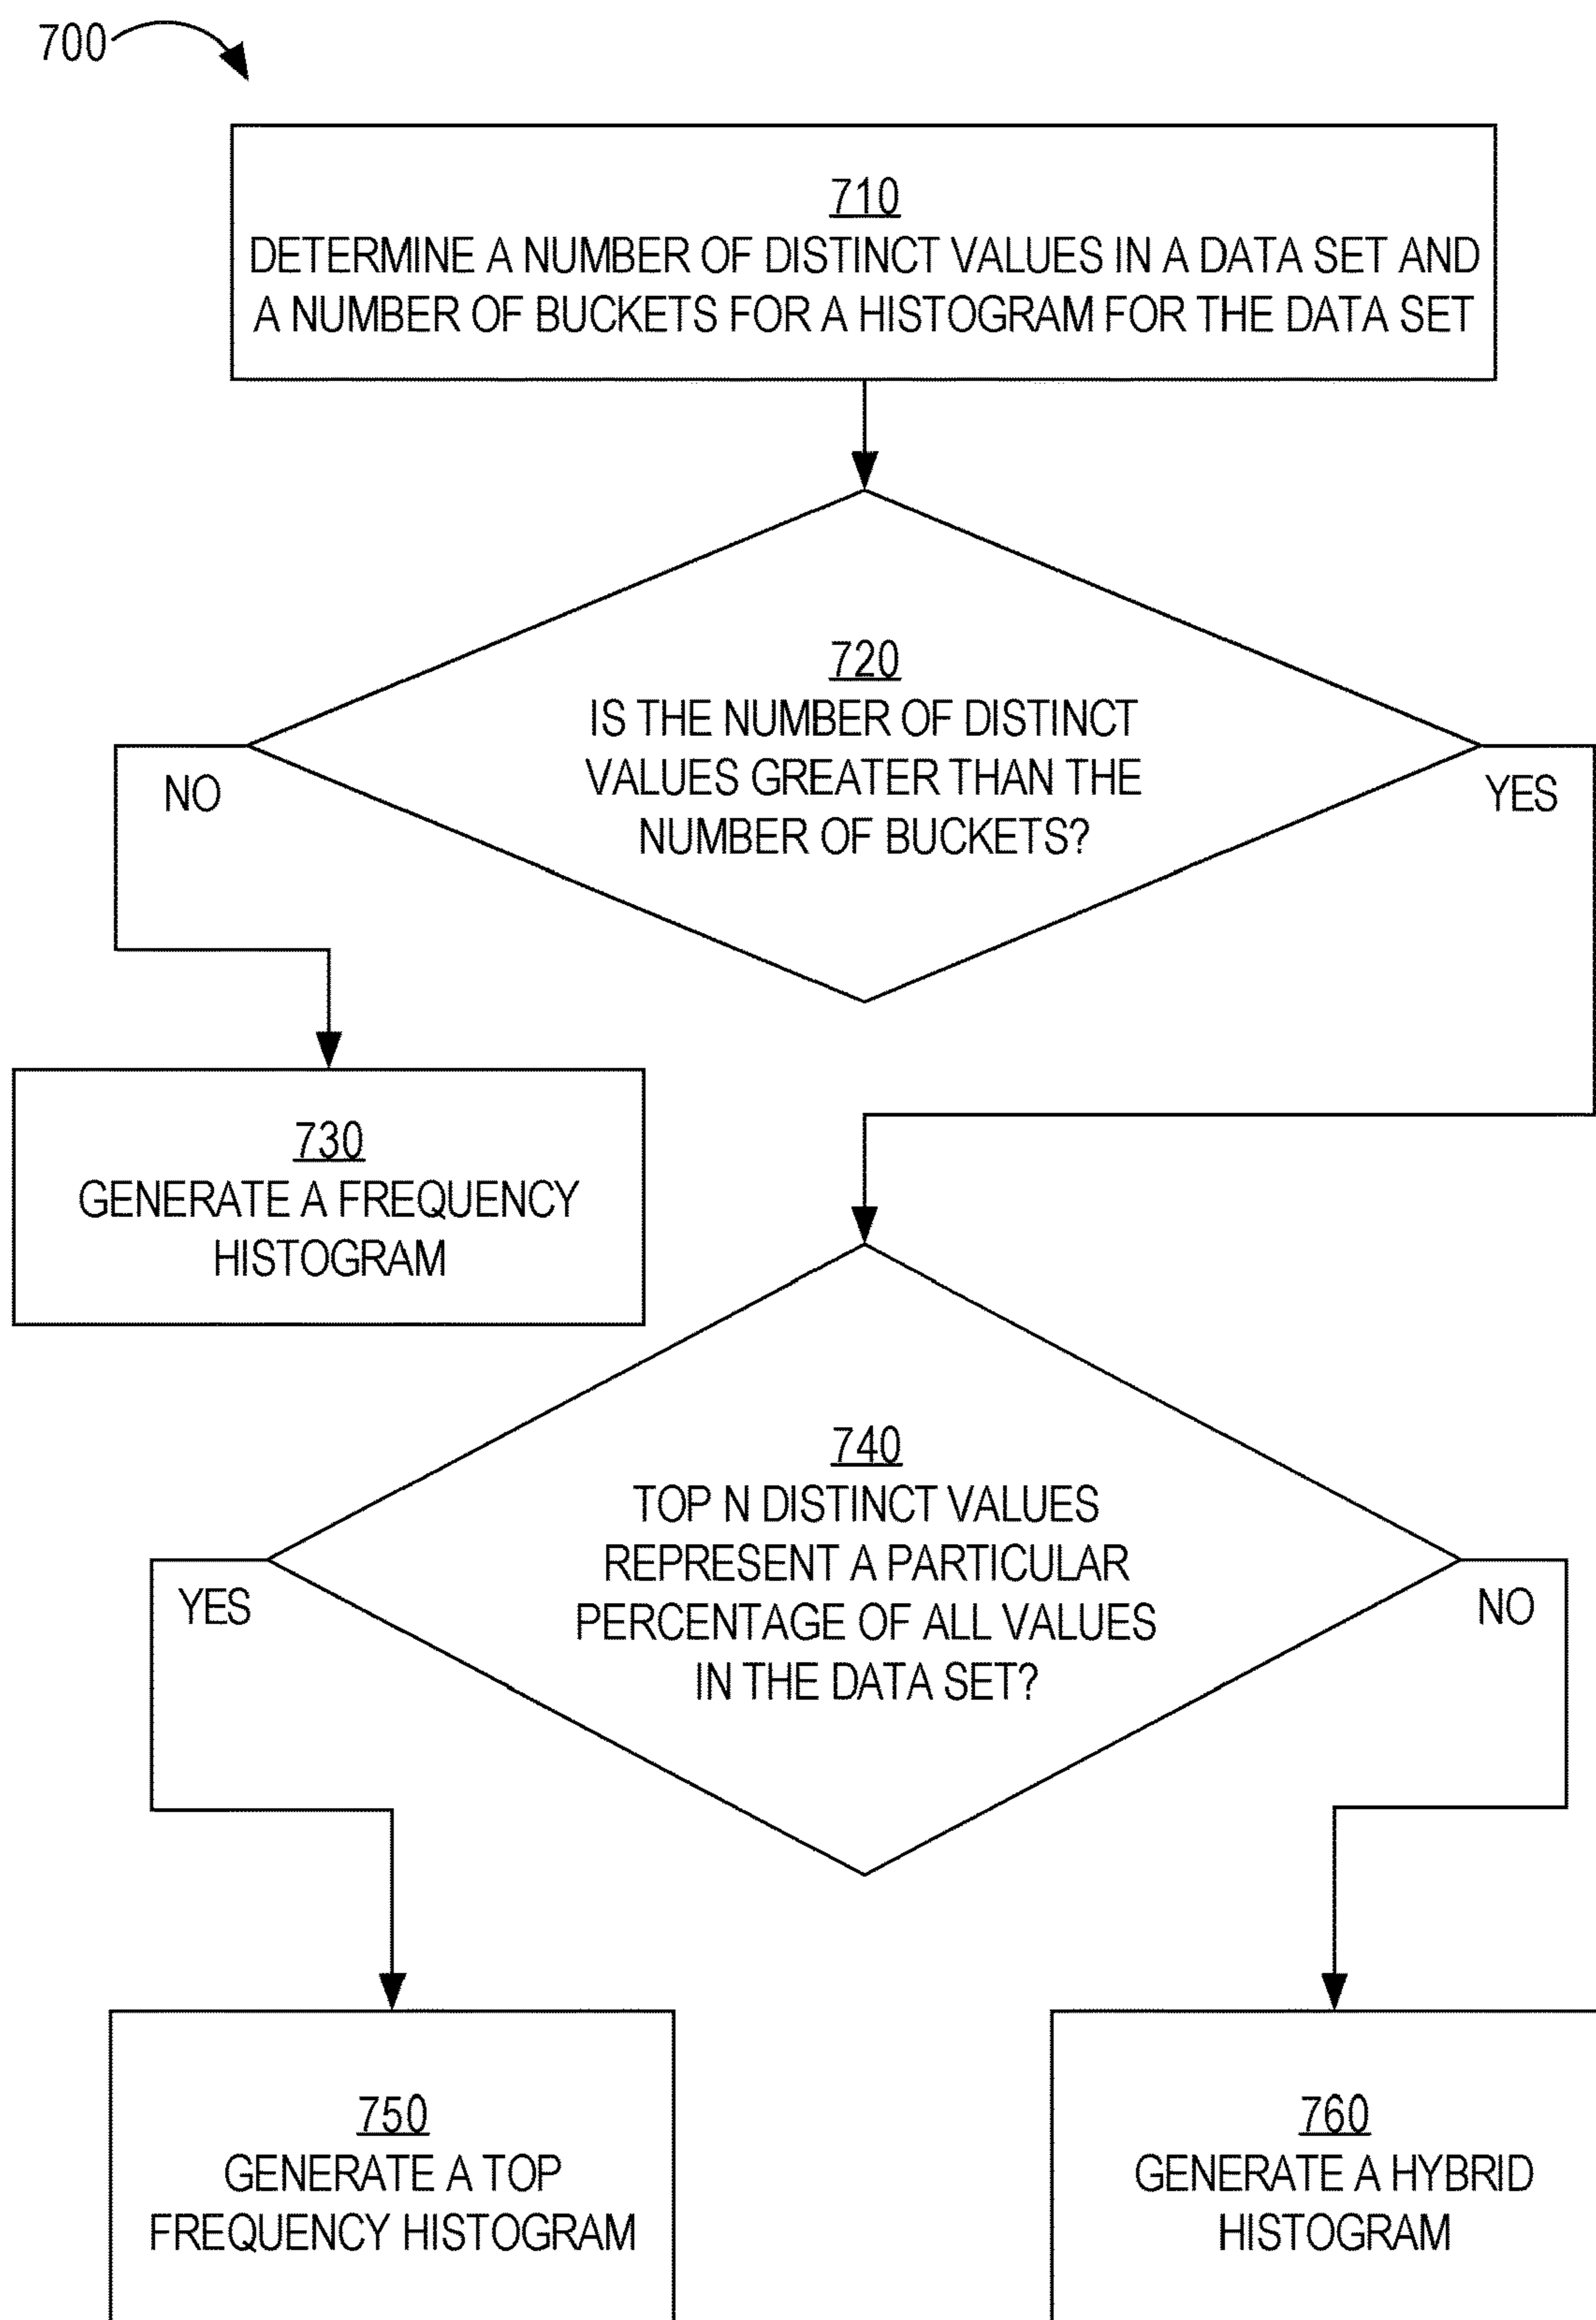 700
710
DETERMINE A NUMBER OF DISTINCT VALUES IN A DATA SET AND
A NUMBER OF BUCKETS FOR A HISTOGRAM FOR THE DATA SET
720
IS THE NUMBER OF DISTINCT
VALUES GREATER THAN THE
NUMBER OF BUCKETS?
NO
YES
730
GENERATE A FREQUENCY
HISTOGRAM
740
TOP N DISTINCT VALUES
REPRESENT A PARTICULAR
PERCENTAGE OF ALL VALUES
IN THE DATA SET?
YES
NO
750
GENERATE A TOP
FREQUENCY HISTOGRAM
760
GENERATE A HYBRID
HISTOGRAM